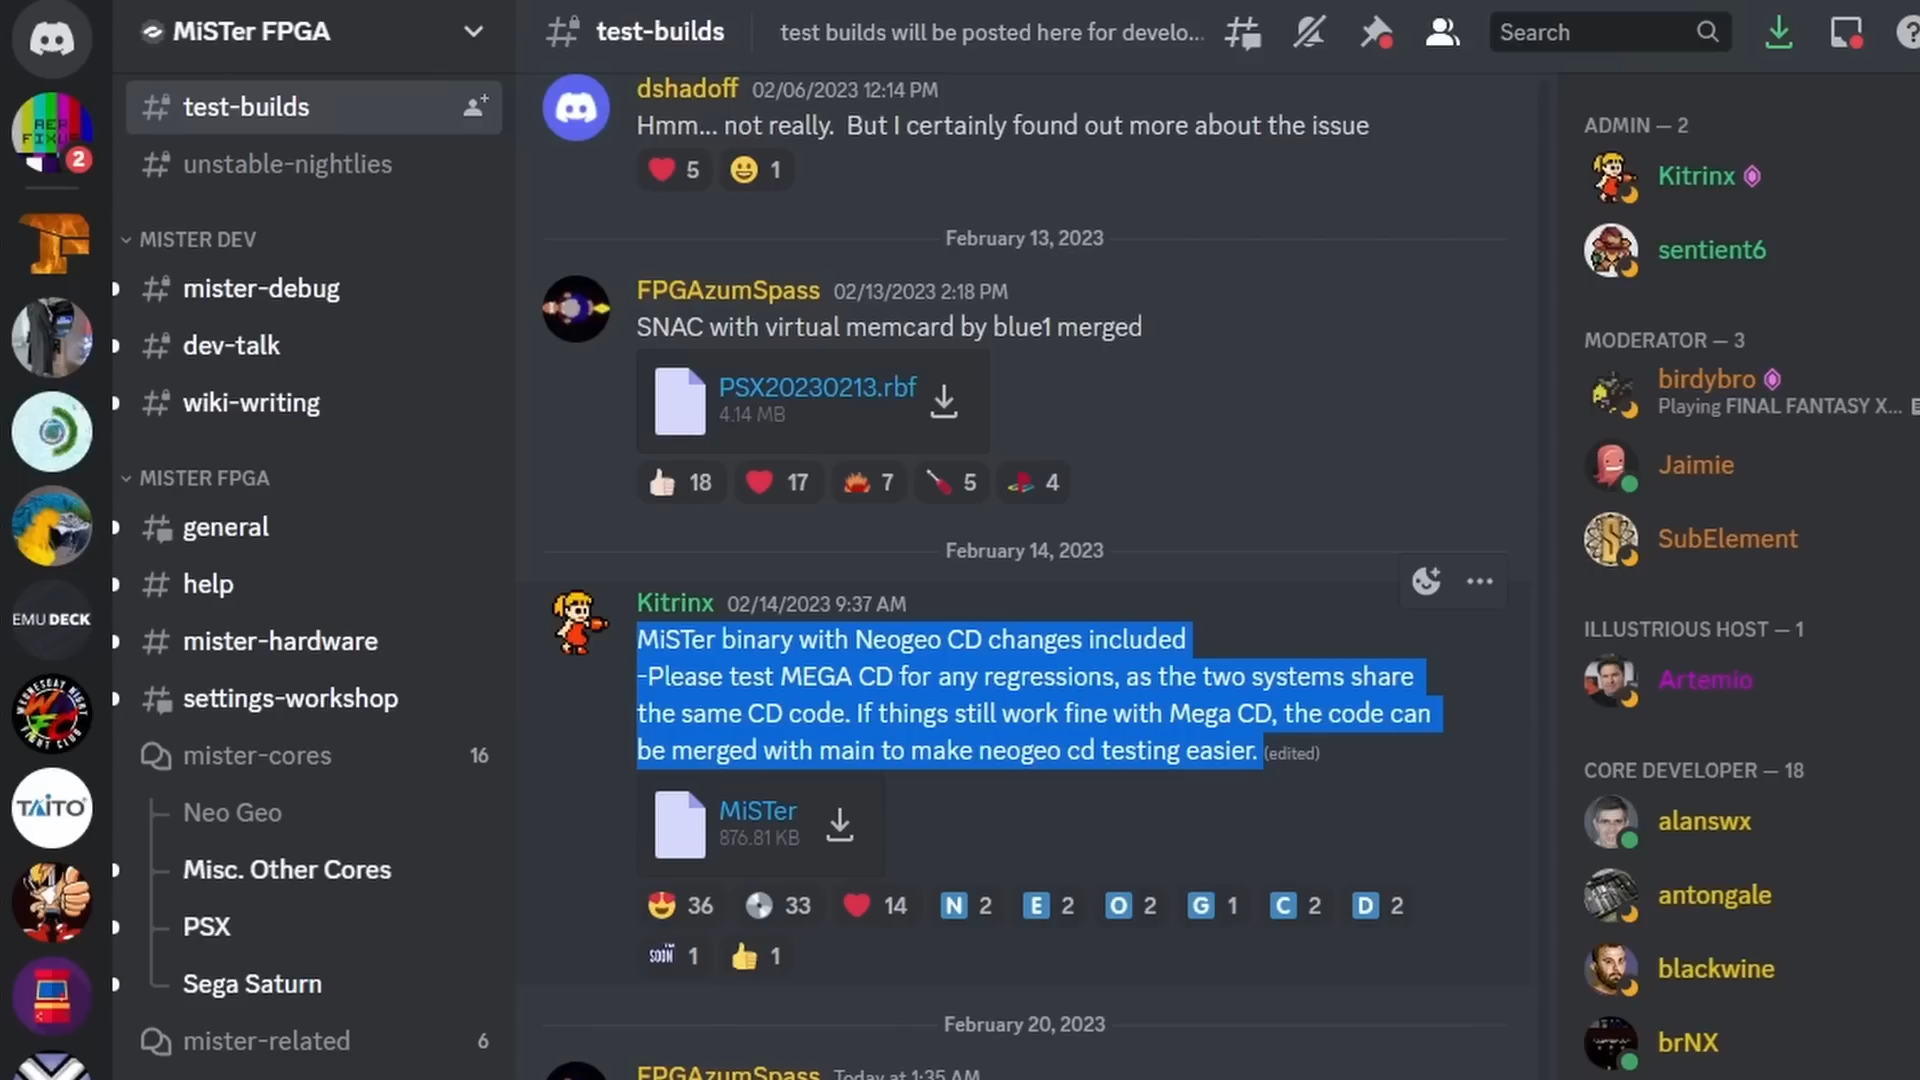 MiSTer FPGA
test-builds
unstable-nightlies
MISTER DEV
mister-debug
dev-talk
wiki-writing
MISTER FPGA
general
help
mister-hardware
settings-workshop
mister-cores 16
Neo Geo
Misc. Other Cores
PSX
Sega Saturn
mister-related 6
2
EMU DECK
TAITO
test-builds
test builds will be posted here for develo...
Search
dshadoff 02/06/2023 12:14 PM
Hmm... not really. But I certainly found out more about the issue
5 1
February 13, 2023
FPGAzumSpass 02/13/2023 2:18 PM
SNAC with virtual memcard by blue1 merged
PSX20230213.rbf
4.14 MB
18 17 7 5 4
February 14, 2023
Kitrinx 02/14/2023 9:37 AM
MiSTer binary with Neogeo CD changes included
-Please test MEGA CD for any regressions, as the two systems share
the same CD code. If things still work fine with Mega CD, the code can
be merged with main to make neogeo cd testing easier. (edited)
MiSTer
876.81 KB
36 33 14 N 2 E 2 O 2 G 1 C 2 D 2
SOON 1 1
February 20, 2023
FPGAzumSpass Today at 1:35 AM
ADMIN — 2
Kitrinx
sentient6
MODERATOR — 3
birdybro
Playing FINAL FANTASY X...
Jaimie
SubElement
ILLUSTRIOUS HOST — 1
Artemio
CORE DEVELOPER — 18
alanswx
antongale
blackwine
brNX